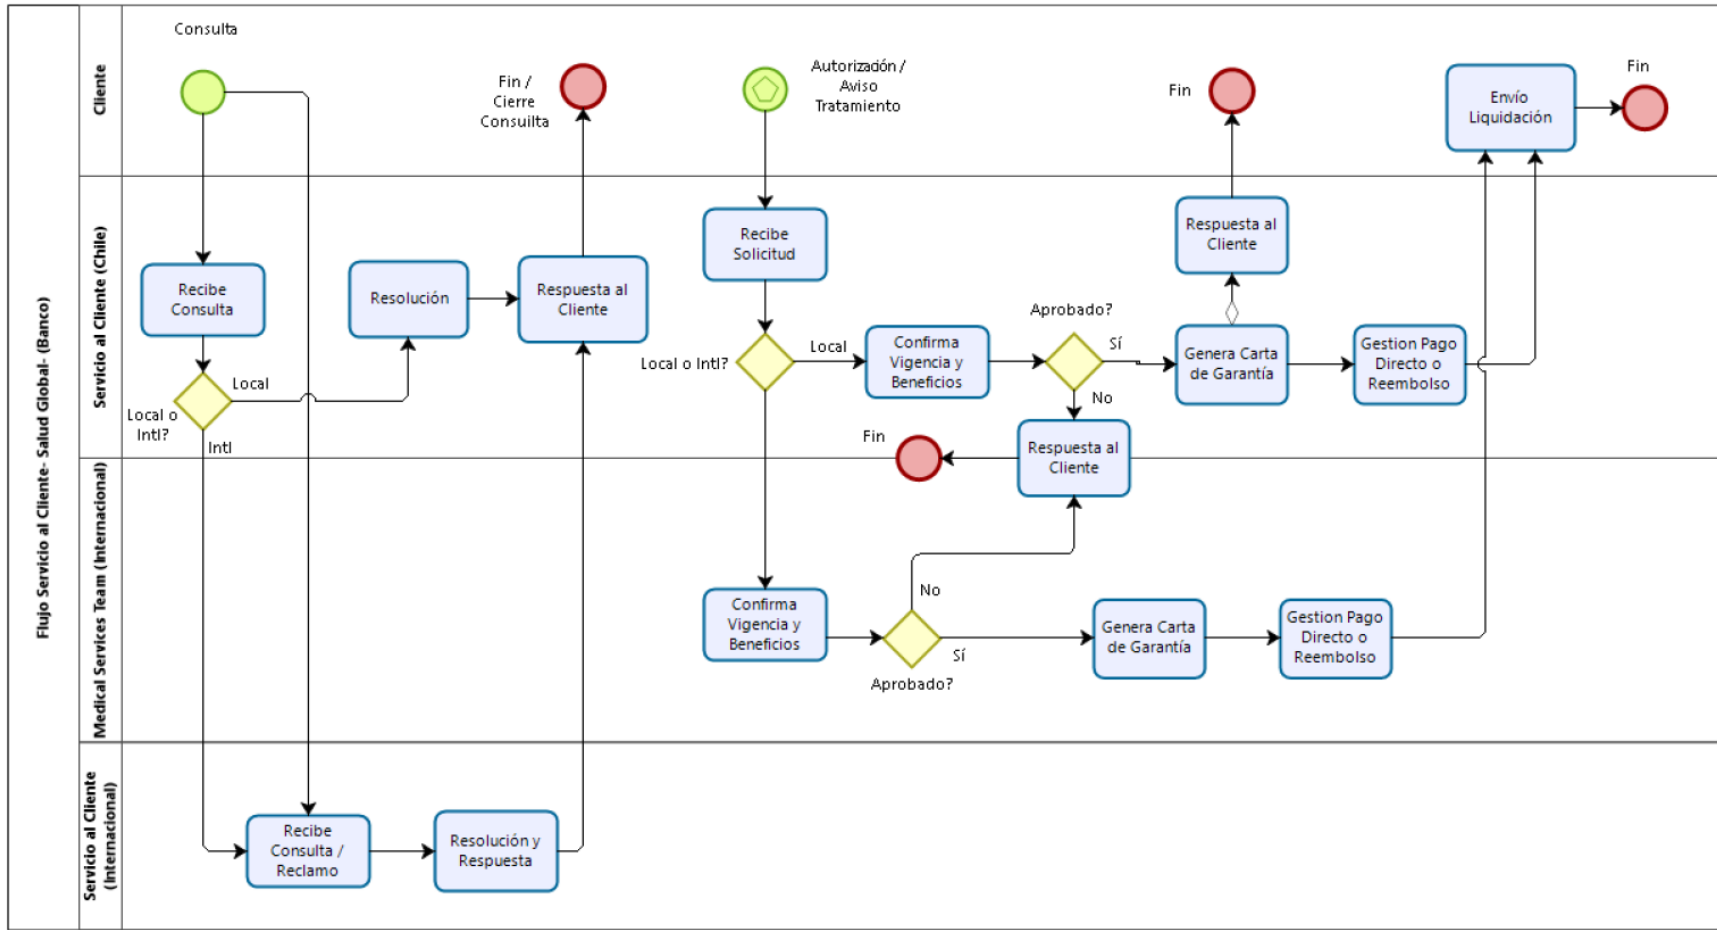 Flujo Servicio al Cliente- Salud Global- (Banco)
Cliente
Consulta
Fin /
Cierre
Consuilta
Autorización /
Aviso
Tratamiento
Fin
Envío
Liquidación
Fin
Servicio al Cliente (Chile)
Recibe
Consulta
Local o
Intl?
Local
Intl
Resolución
Respuesta al
Cliente
Recibe
Solicitud
Local o Intl?
Local
Confirma
Vigencia y
Beneficios
Aprobado?
Sí
No
Respuesta al
Cliente
Genera Carta
de Garantía
Gestion Pago
Directo o
Reembolso
Fin
Respuesta al
Cliente
Medical Services Team (Internacional)
Confirma
Vigencia y
Beneficios
No
Sí
Aprobado?
Genera Carta
de Garantía
Gestion Pago
Directo o
Reembolso
Servicio al Cliente
(Internacional)
Recibe
Consulta /
Reclamo
Resolución y
Respuesta